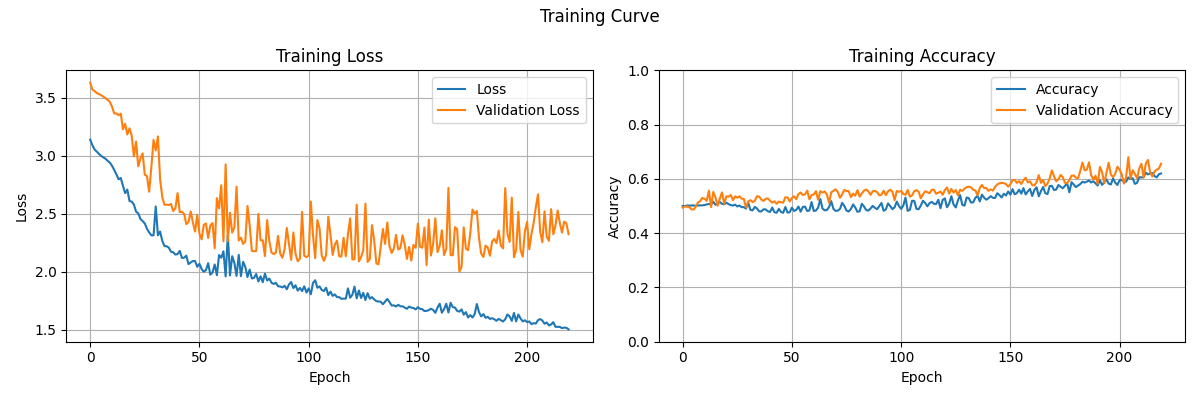 Training Curve
Training Loss
Loss
Validation Loss
3.5
3.0
2.5
2.0
1.5
Loss
0
50
100
150
200
Epoch
Training Accuracy
Accuracy
Validation Accuracy
1.0
0.8
0.6
0.4
0.2
0.0
Accuracy
0
50
100
150
200
Epoch